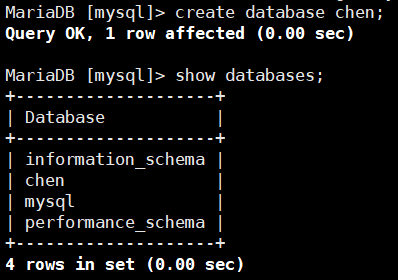 MariaDB [mysql]> create database chen;
Query OK, 1 row affected (0.00 sec)
MariaDB [mysql]> show databases;
+--------------------+
| Database           |
+--------------------+
| information_schema |
| chen               |
| mysql              |
| performance_schema |
+--------------------+
4 rows in set (0.00 sec)